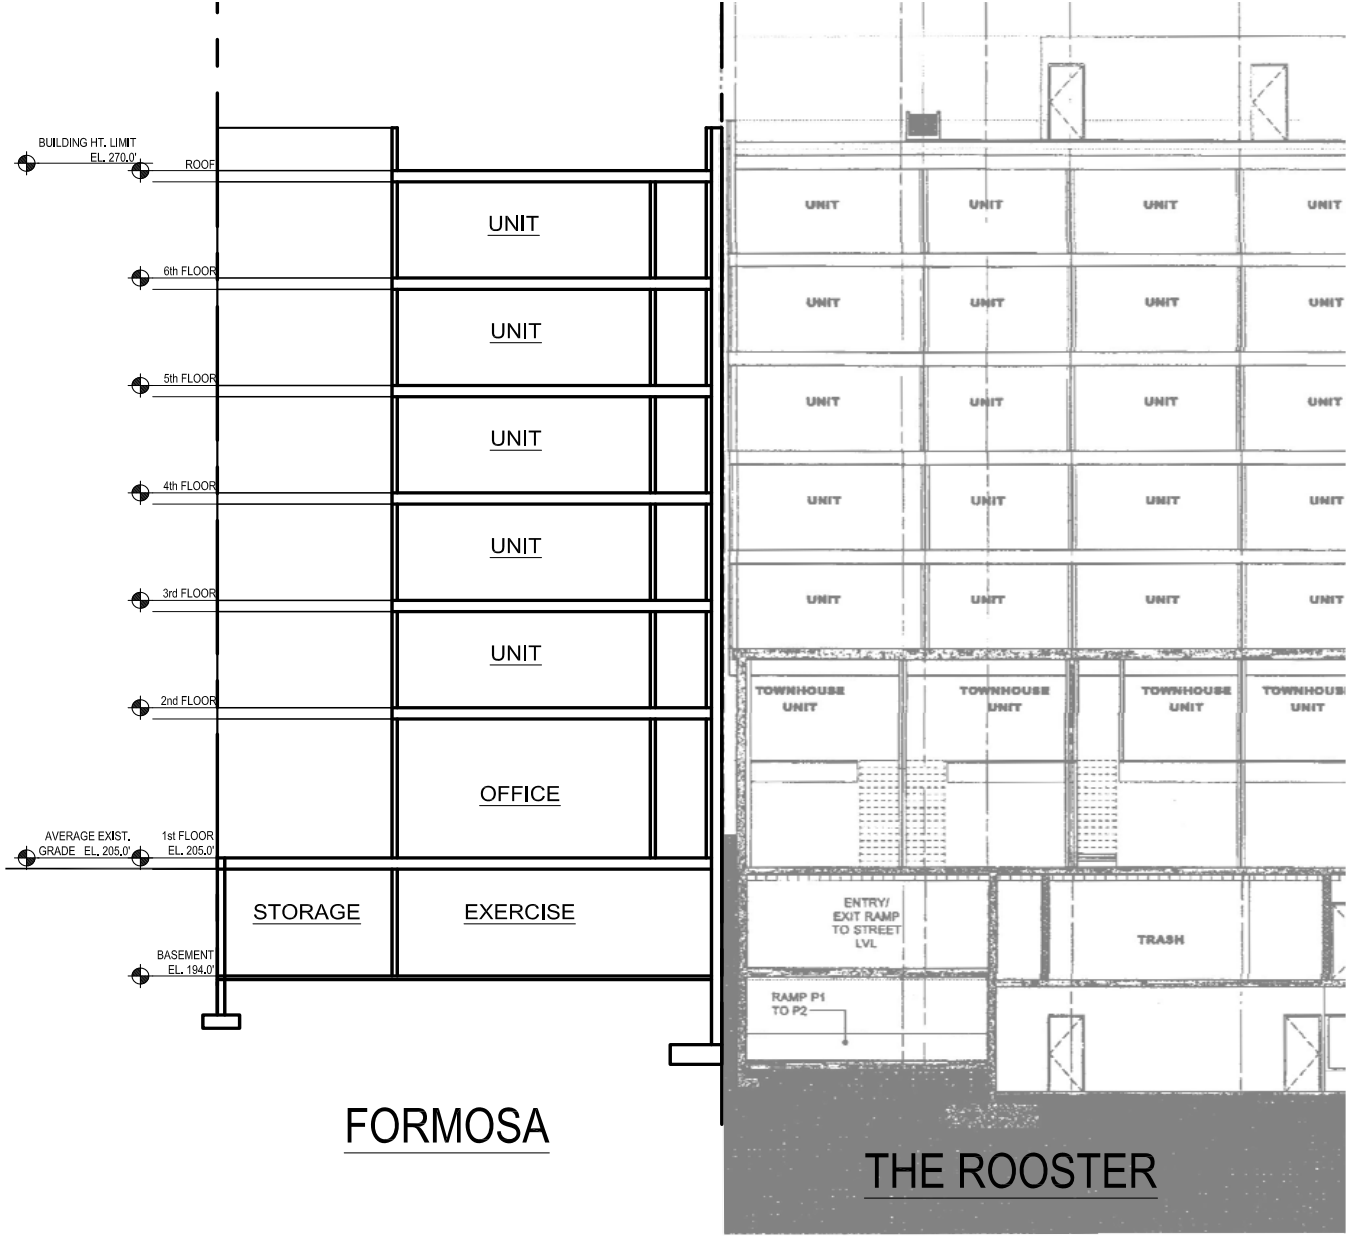 BUILDING HT. LIMIT
EL. 270.0'
ROOF
6th FLOOR
5th FLOOR
4th FLOOR
3rd FLOOR
2nd FLOOR
AVERAGE EXIST.
GRADE EL. 205.0'
1st FLOOR
EL. 205.0'
BASEMENT
EL. 194.0'
UNIT
UNIT
UNIT
UNIT
UNIT
OFFICE
STORAGE
EXERCISE
FORMOSA
UNIT UNIT UNIT UNIT
UNIT UNIT UNIT UNIT
UNIT UNIT UNIT UNIT
UNIT UNIT UNIT UNIT
UNIT UNIT UNIT UNIT
TOWNHOUSE
UNIT
TOWNHOUSE
UNIT
TOWNHOUSE
UNIT
TOWNHOUS
UNIT
ENTRY/
EXIT RAMP
TO STREET
LVL
TRASH
RAMP P1
TO P2
THE ROOSTER